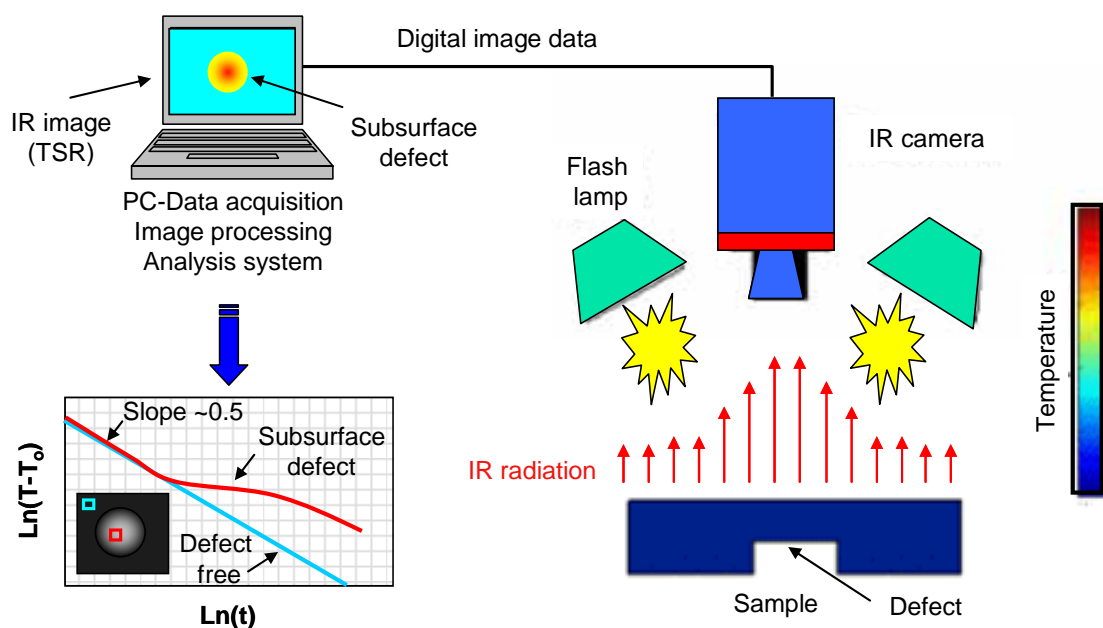 Digital image data
IR image
(TSR)
Subsurface
defect
PC-Data acquisition
Image processing
Analysis system
Flash
lamp
IR camera
Temperature
IR radiation
Sample
Defect
Slope ~0.5
Subsurface
defect
Defect
free
Ln(T-To)
Ln(t)